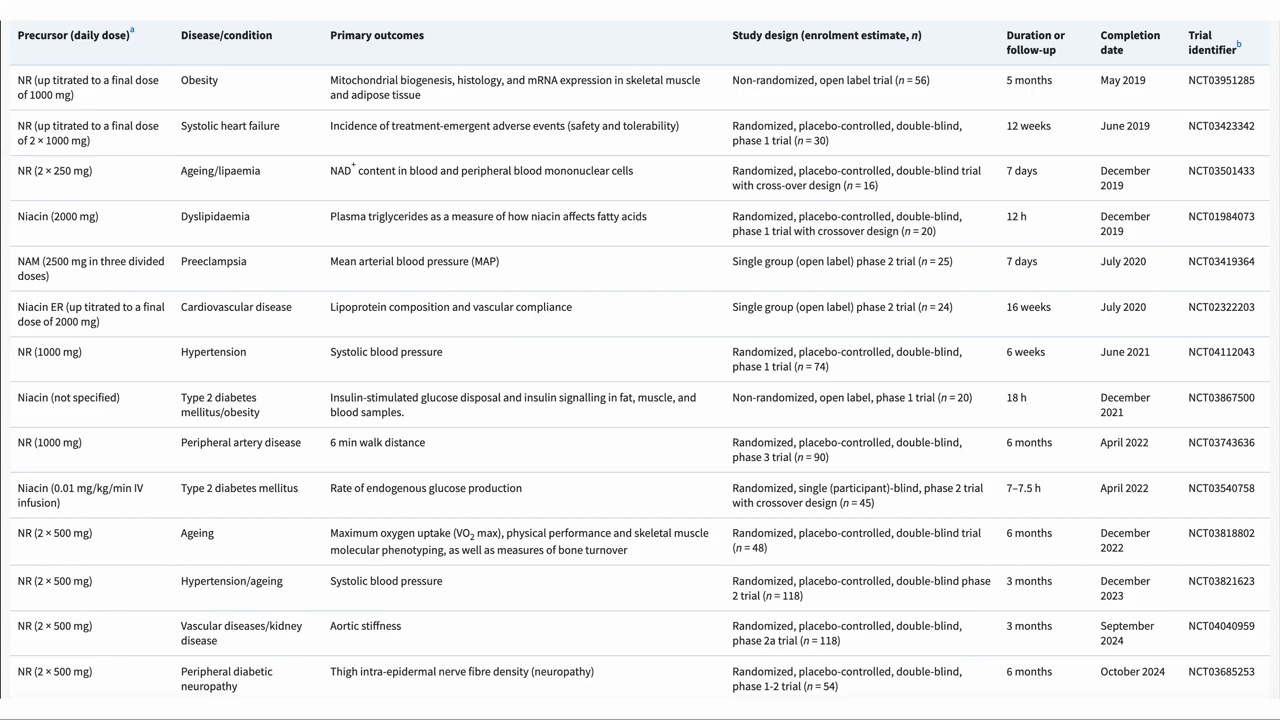 Precursor (daily dose)a Disease/condition Primary outcomes Study design (enrolment estimate, n) Duration or follow-up Completion date Trial identifierb
NR (up titrated to a final dose of 1000 mg) Obesity Mitochondrial biogenesis, histology, and mRNA expression in skeletal muscle and adipose tissue Non-randomized, open label trial (n = 56) 5 months May 2019 NCT03951285
NR (up titrated to a final dose of 2 × 1000 mg) Systolic heart failure Incidence of treatment-emergent adverse events (safety and tolerability) Randomized, placebo-controlled, double-blind, phase 1 trial (n = 30) 12 weeks June 2019 NCT03423342
NR (2 × 250 mg) Ageing/lipaemia NAD+ content in blood and peripheral blood mononuclear cells Randomized, placebo-controlled, double-blind trial with cross-over design (n = 16) 7 days December 2019 NCT03501433
Niacin (2000 mg) Dyslipidaemia Plasma triglycerides as a measure of how niacin affects fatty acids Randomized, placebo-controlled, double-blind, phase 1 trial with crossover design (n = 20) 12 h December 2019 NCT01984073
NAM (2500 mg in three divided doses) Preeclampsia Mean arterial blood pressure (MAP) Single group (open label) phase 2 trial (n = 25) 7 days July 2020 NCT03419364
Niacin ER (up titrated to a final dose of 2000 mg) Cardiovascular disease Lipoprotein composition and vascular compliance Single group (open label) phase 2 trial (n = 24) 16 weeks July 2020 NCT02322203
NR (1000 mg) Hypertension Systolic blood pressure Randomized, placebo-controlled, double-blind, phase 1 trial (n = 74) 6 weeks June 2021 NCT04112043
Niacin (not specified) Type 2 diabetes mellitus/obesity Insulin-stimulated glucose disposal and insulin signalling in fat, muscle, and blood samples. Non-randomized, open label, phase 1 trial (n = 20) 18 h December 2021 NCT03867500
NR (1000 mg) Peripheral artery disease 6 min walk distance Randomized, placebo-controlled, double-blind, phase 3 trial (n = 90) 6 months April 2022 NCT03743636
Niacin (0.01 mg/kg/min IV infusion) Type 2 diabetes mellitus Rate of endogenous glucose production Randomized, single (participant)-blind, phase 2 trial with crossover design (n = 45) 7–7.5 h April 2022 NCT03540758
NR (2 × 500 mg) Ageing Maximum oxygen uptake (VO2 max), physical performance and skeletal muscle molecular phenotyping, as well as measures of bone turnover Randomized, placebo-controlled, double-blind trial (n = 48) 6 months December 2022 NCT03818802
NR (2 × 500 mg) Hypertension/ageing Systolic blood pressure Randomized, placebo-controlled, double-blind phase 2 trial (n = 118) 3 months December 2023 NCT03821623
NR (2 × 500 mg) Vascular diseases/kidney disease Aortic stiffness Randomized, placebo-controlled, double-blind, phase 2a trial (n = 118) 3 months September 2024 NCT04040959
NR (2 × 500 mg) Peripheral diabetic neuropathy Thigh intra-epidermal nerve fibre density (neuropathy) Randomized, placebo-controlled, double-blind, phase 1-2 trial (n = 54) 6 months October 2024 NCT03685253